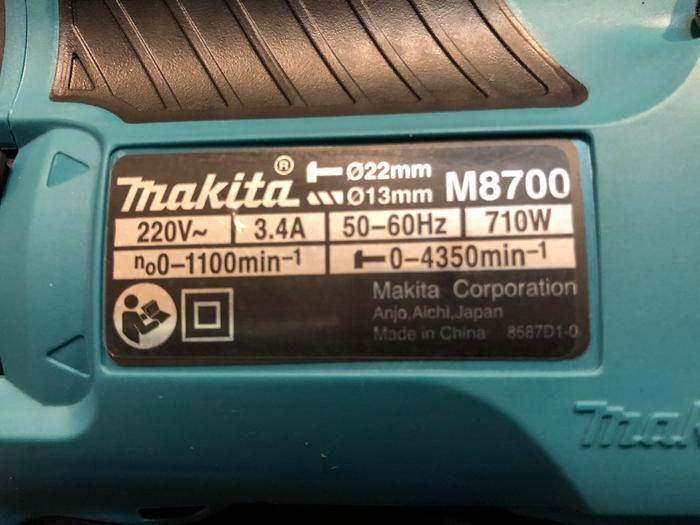 makita® Ø22mm M8700
Ø13mm
220V~ 3.4A 50-60Hz 710W
n₀0-1100min⁻¹ 0-4350min⁻¹
Makita Corporation
Anjo,Aichi,Japan
Made in China 8587D1-0